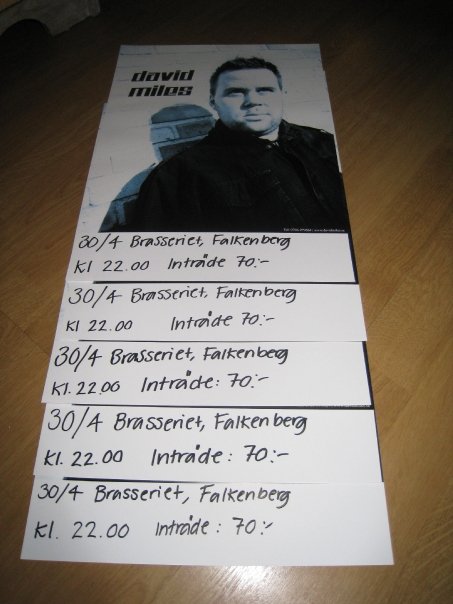 david
miles
30/4 Brasseriet, Falkenberg
Kl 22.00 Inträde 70:-
30/4 Brasseriet, Falkenberg
Kl 22.00 Inträde 70:-
30/4 Brasseriet, Falkenberg
Kl. 22.00 Inträde: 70:-
30/4 Brasseriet, Falkenberg
Kl. 22.00 Inträde: 70:-
30/4 Brasseriet, Falkenberg
Kl. 22.00 Inträde: 70:-